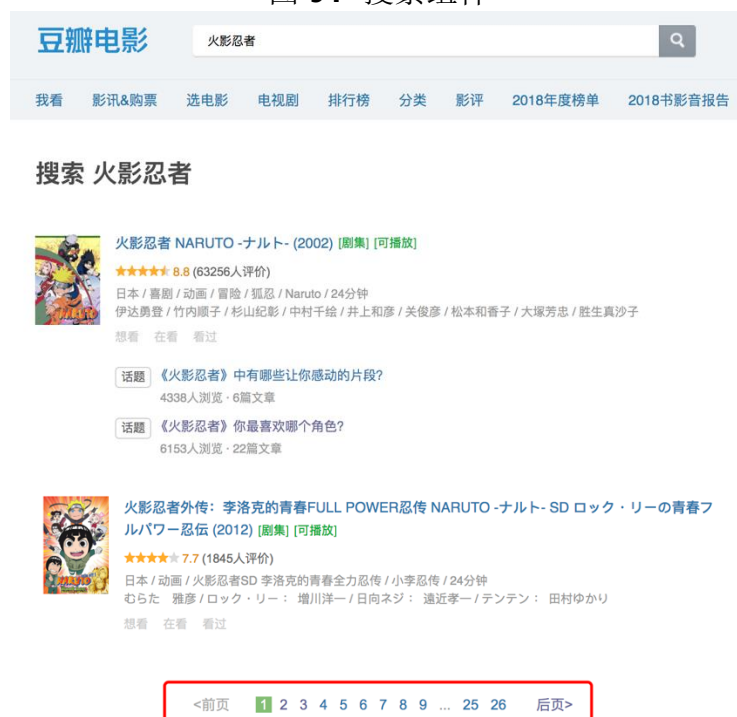 豆瓣电影
火影忍者
我看 影讯&购票 选电影 电视剧 排行榜 分类 影评 2018年度榜单 2018书影音报告
搜索 火影忍者
火影忍者 NARUTO -ナルト- (2002) [剧集] [可播放]
8.8 (63256人评价)
日本 / 喜剧 / 动画 / 冒险 / 狐忍 / Naruto / 24分钟
伊达勇登 / 竹内顺子 / 杉山纪彰 / 中村千绘 / 井上和彦 / 关俊彦 / 松本和香子 / 大塚芳忠 / 胜生真沙子
想看 在看 看过
话题 《火影忍者》中有哪些让你感动的片段?
4338人浏览 · 6篇文章
话题 《火影忍者》你最喜欢哪个角色?
6153人浏览 · 22篇文章
火影忍者外传：李洛克的青春FULL POWER忍传 NARUTO -ナルト- SD ロック・リーの青春フ
ルパワー忍伝 (2012) [剧集] [可播放]
7.7 (1845人评价)
日本 / 动画 / 火影忍者SD 李洛克的青春全力忍传 / 小李忍传 / 24分钟
むらた 雅彦 / ロック・リー： 増川洋一 / 日向ネジ： 遠近孝一 / テンテン： 田村ゆかり
想看 在看 看过
<前页 1 2 3 4 5 6 7 8 9 ... 25 26 后页>